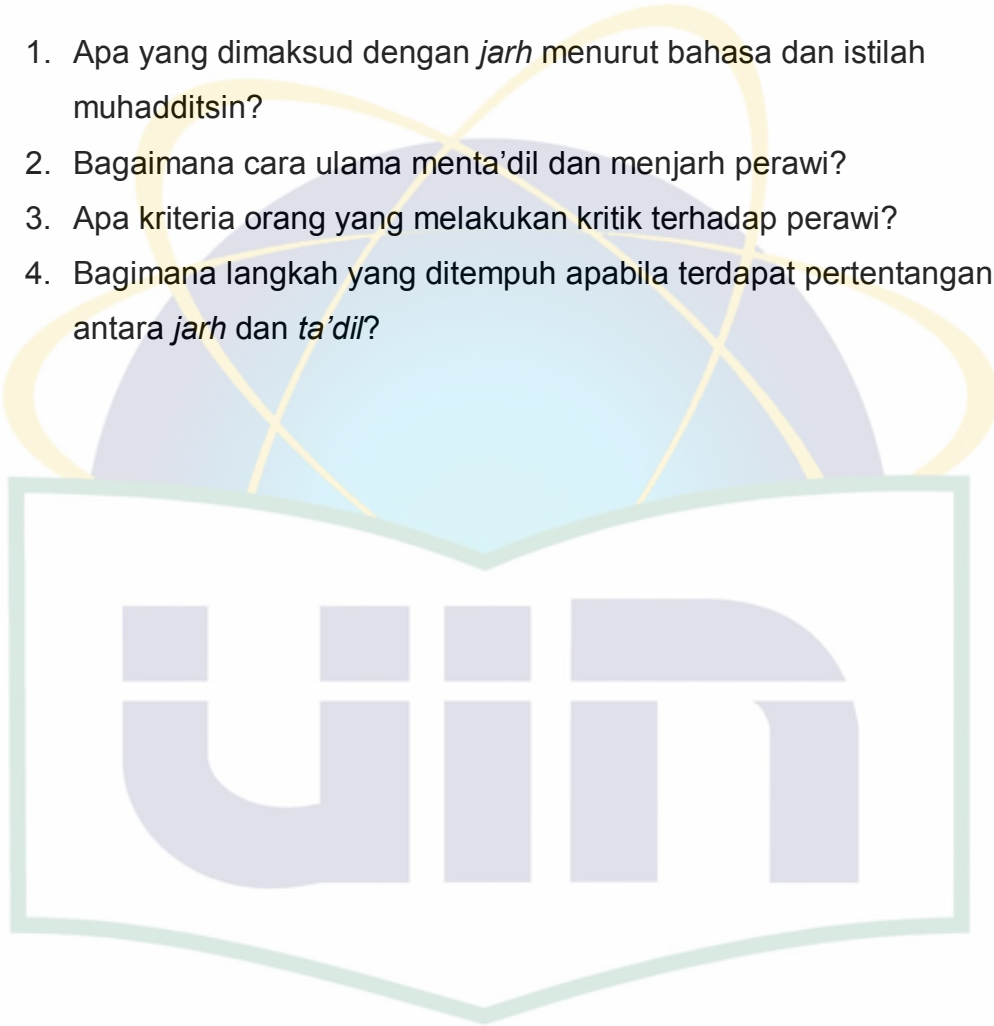 1. Apa yang dimaksud dengan jarh menurut bahasa dan istilah
muhadditsin?
2. Bagaimana cara ulama menta’dil dan menjarh perawi?
3. Apa kriteria orang yang melakukan kritik terhadap perawi?
4. Bagimana langkah yang ditempuh apabila terdapat pertentangan
antara jarh dan ta’dil?
uin